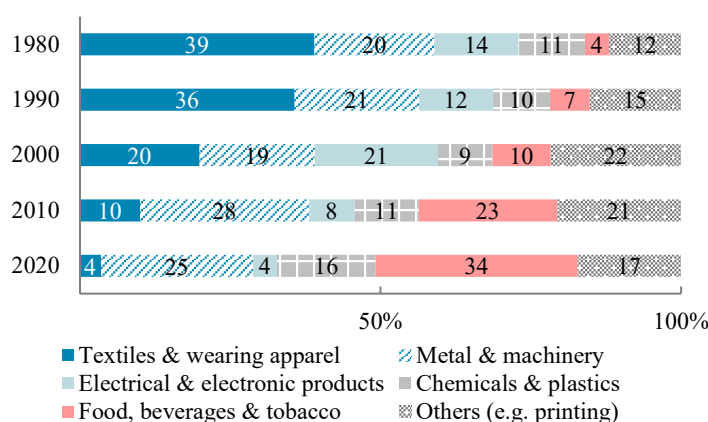 1980 39 20 14 11 4 12
1990 36 21 12 10 7 15
2000 20 19 21 9 10 22
2010 10 28 8 11 23 21
2020 4 25 4 16 34 17
50% 100%
Textiles & wearing apparel Metal & machinery
Electrical & electronic products Chemicals & plastics
Food, beverages & tobacco Others (e.g. printing)